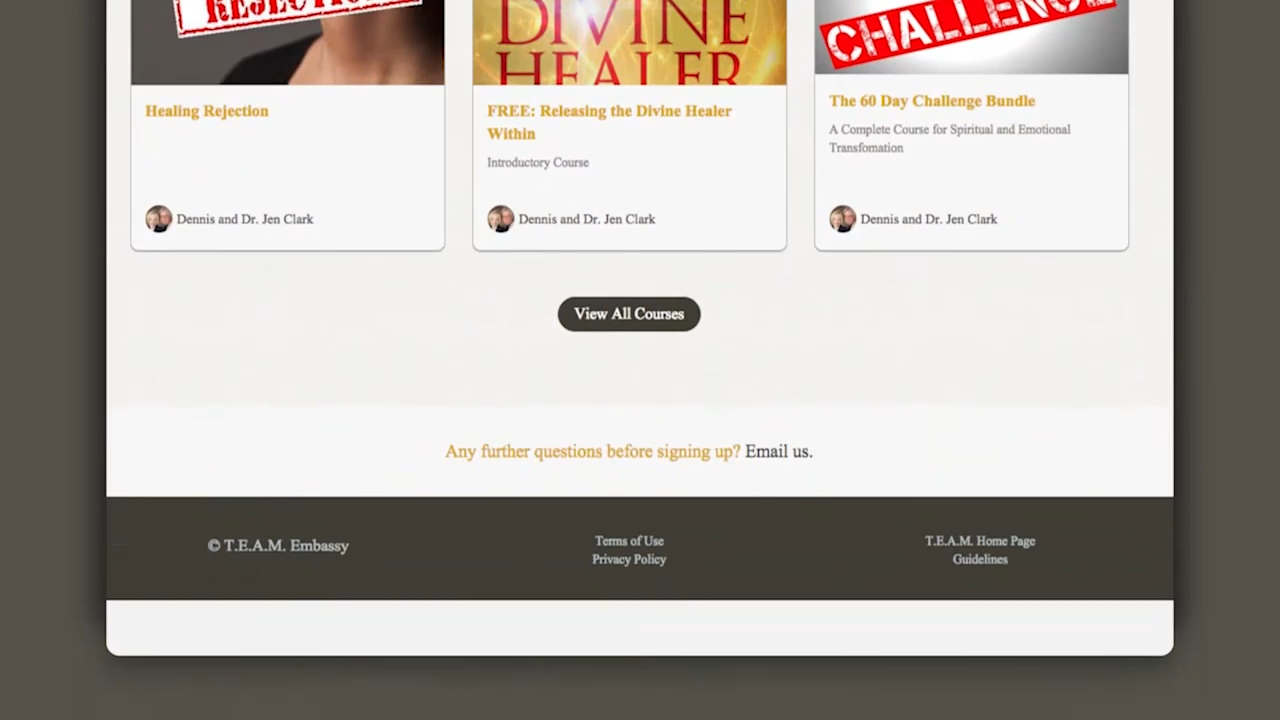 REJECTION
DIVINE
HEALER
CHALLENGE
Healing Rejection
FREE: Releasing the Divine Healer
Within
Introductory Course
The 60 Day Challenge Bundle
A Complete Course for Spiritual and Emotional
Transfomation
Dennis and Dr. Jen Clark
Dennis and Dr. Jen Clark
Dennis and Dr. Jen Clark
View All Courses
Any further questions before signing up? Email us.
© T.E.A.M. Embassy
Terms of Use
Privacy Policy
T.E.A.M. Home Page
Guidelines